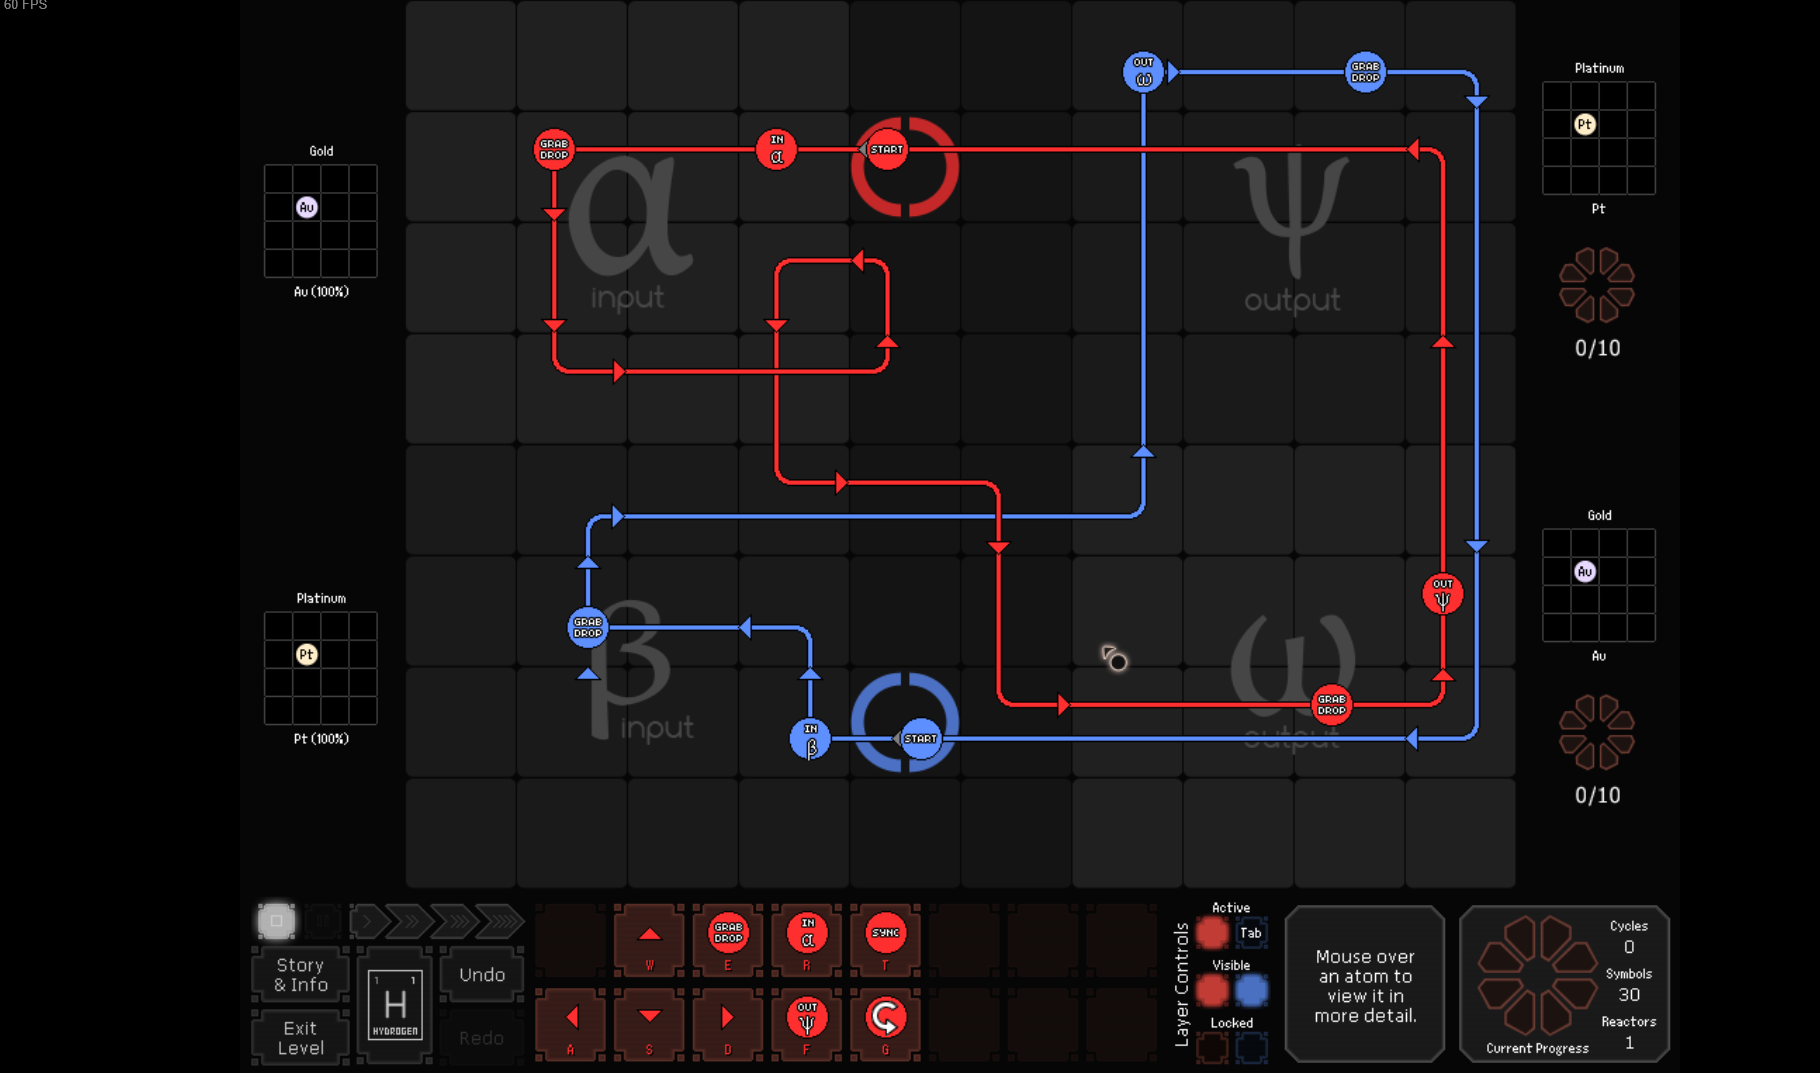 60 FPS
OUT
ω
GRAB
DROP
Platinum
Pt
Pt
0/10
Gold
Au
Au (100%)
GRAB
DROP
IN
α
START
α
input
ψ
output
Gold
Au
Au
0/10
Platinum
Pt
Pt (100%)
GRAB
DROP
β
input
IN
β
START
OUT
ψ
ω
output
GRAB
DROP
Story
& Info
Exit
Level
1
1
H
HYDROGEN
Undo
Redo
W
GRAB
DROP
E
IN
α
R
SYNC
T
A
S
D
OUT
ψ
F
G
Layer Controls
Active
Tab
Visible
Locked
Mouse over
an atom to
view it in
more detail.
Current Progress
Cycles
0
Symbols
30
Reactors
1